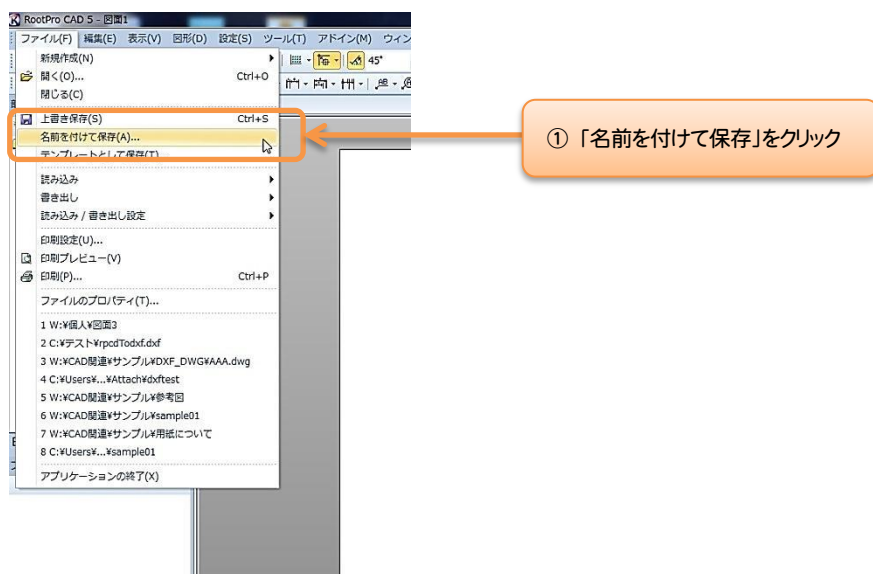 RootPro CAD 5 - 図面1
ファイル(F) 編集(E) 表示(V) 図形(D) 設定(S) ツール(T) アドイン(M) ウィン
新規作成(N)
45°
開く(O)... Ctrl+O
閉じる(C)
上書き保存(S) Ctrl+S
名前を付けて保存(A)...
① 「名前を付けて保存」をクリック
テンプレートとして保存(T)
読み込み
書き出し
読み込み / 書き出し設定
印刷設定(U)...
印刷プレビュー(V)
印刷(P)... Ctrl+P
ファイルのプロパティ(T)...
1 W:¥個人¥図面3
2 C:¥テスト¥rpcdTodxf.dxf
3 W:¥CAD関連¥サンプル¥DXF_DWG¥AAA.dwg
4 C:¥Users¥...¥Attach¥dxftest
5 W:¥CAD関連¥サンプル¥参考図
6 W:¥CAD関連¥サンプル¥sample01
7 W:¥CAD関連¥サンプル¥用紙について
8 C:¥Users¥...¥sample01
アプリケーションの終了(X)